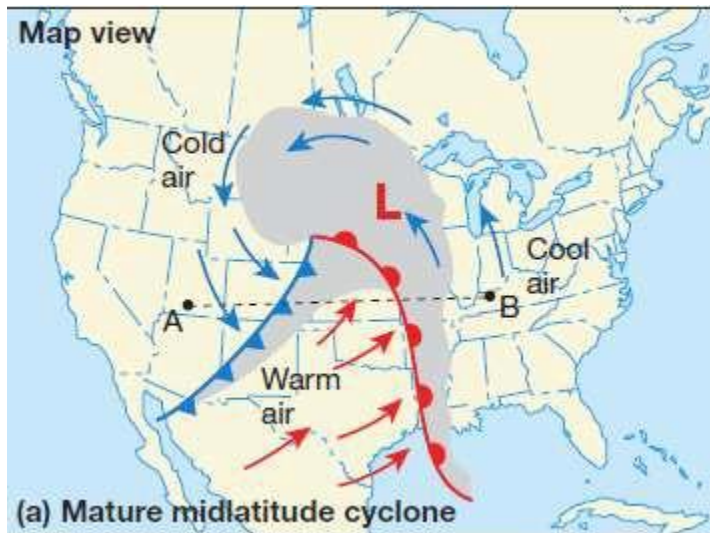 Map view
Cold
air
L
Cool
air
A
B
Warm
air
(a) Mature midlatitude cyclone